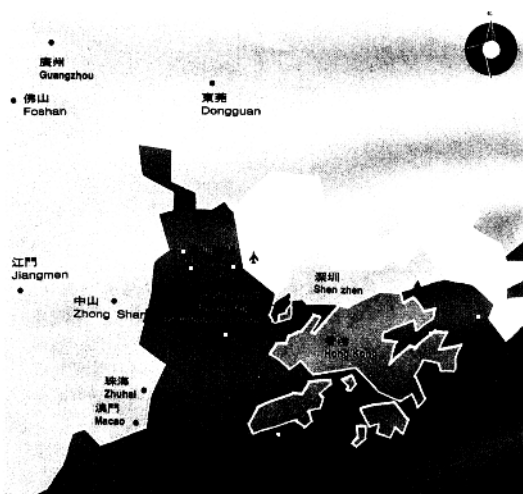 廣州
Guangzhou
佛山
Foshan
東莞
Dongguan
江門
Jiangmen
深圳
Shen zhen
中山
Zhong Shan
香港
Hong Kong
珠海
Zhuhai
澳門
Macao